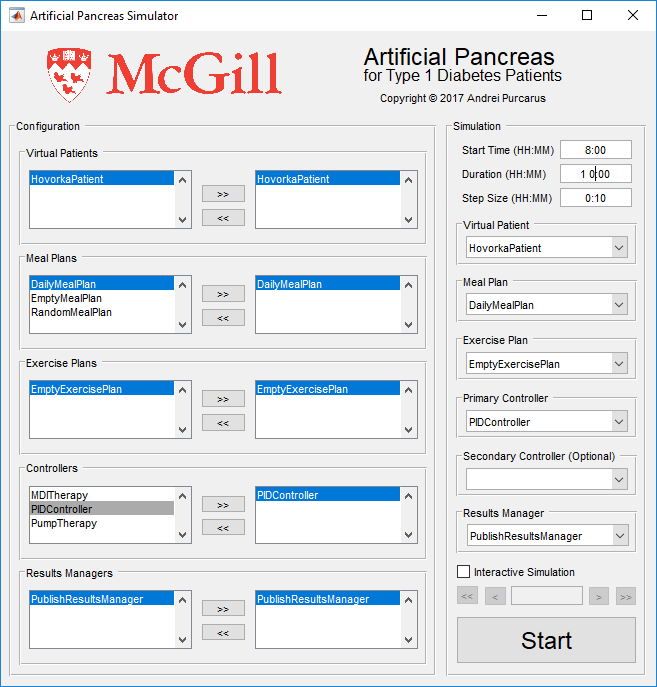 Artificial Pancreas Simulator
McGill
Artificial Pancreas
for Type 1 Diabetes Patients
Copyright © 2017 Andrei Purcarus
Configuration
Virtual Patients
HovorkaPatient
>>
<<
HovorkaPatient
Meal Plans
DailyMealPlan
EmptyMealPlan
RandomMealPlan
>>
<<
DailyMealPlan
Exercise Plans
EmptyExercisePlan
>>
<<
EmptyExercisePlan
Controllers
MDITherapy
PIDController
PumpTherapy
>>
<<
PIDController
Results Managers
PublishResultsManager
>>
<<
PublishResultsManager
Simulation
Start Time (HH:MM) 8:00
Duration (HH:MM) 1 0:00
Step Size (HH:MM) 0:10
Virtual Patient
HovorkaPatient
Meal Plan
DailyMealPlan
Exercise Plan
EmptyExercisePlan
Primary Controller
PIDController
Secondary Controller (Optional)
Results Manager
PublishResultsManager
Interactive Simulation
<< < > >>
Start